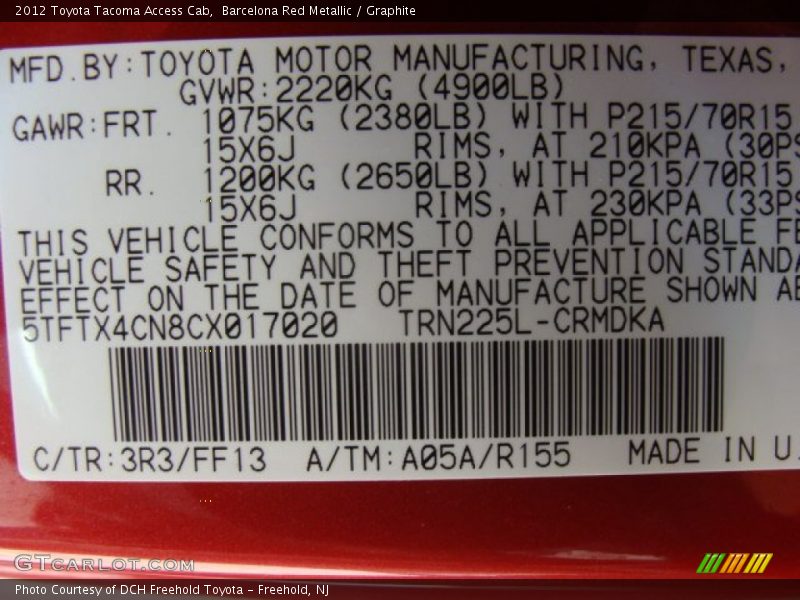 2012 Toyota Tacoma Access Cab,  Barcelona Red Metallic / Graphite
MFD.BY:TOYOTA MOTOR MANUFACTURING, TEXAS,
GVWR:2220KG (4900LB)
GAWR:FRT. 1075KG (2380LB) WITH P215/70R15
15X6J RIMS, AT 210KPA (30PS
RR. 1200KG (2650LB) WITH P215/70R15
15X6J RIMS, AT 230KPA (33PS
THIS VEHICLE CONFORMS TO ALL APPLICABLE FE
VEHICLE SAFETY AND THEFT PREVENTION STANDA
EFFECT ON THE DATE OF MANUFACTURE SHOWN AB
5TFTX4CN8CX017020 TRN225L-CRMDKA
C/TR:3R3/FF13 A/TM:A05A/R155 MADE IN U.
GTCARLOT.COM
Photo Courtesy of DCH Freehold Toyota - Freehold, NJ